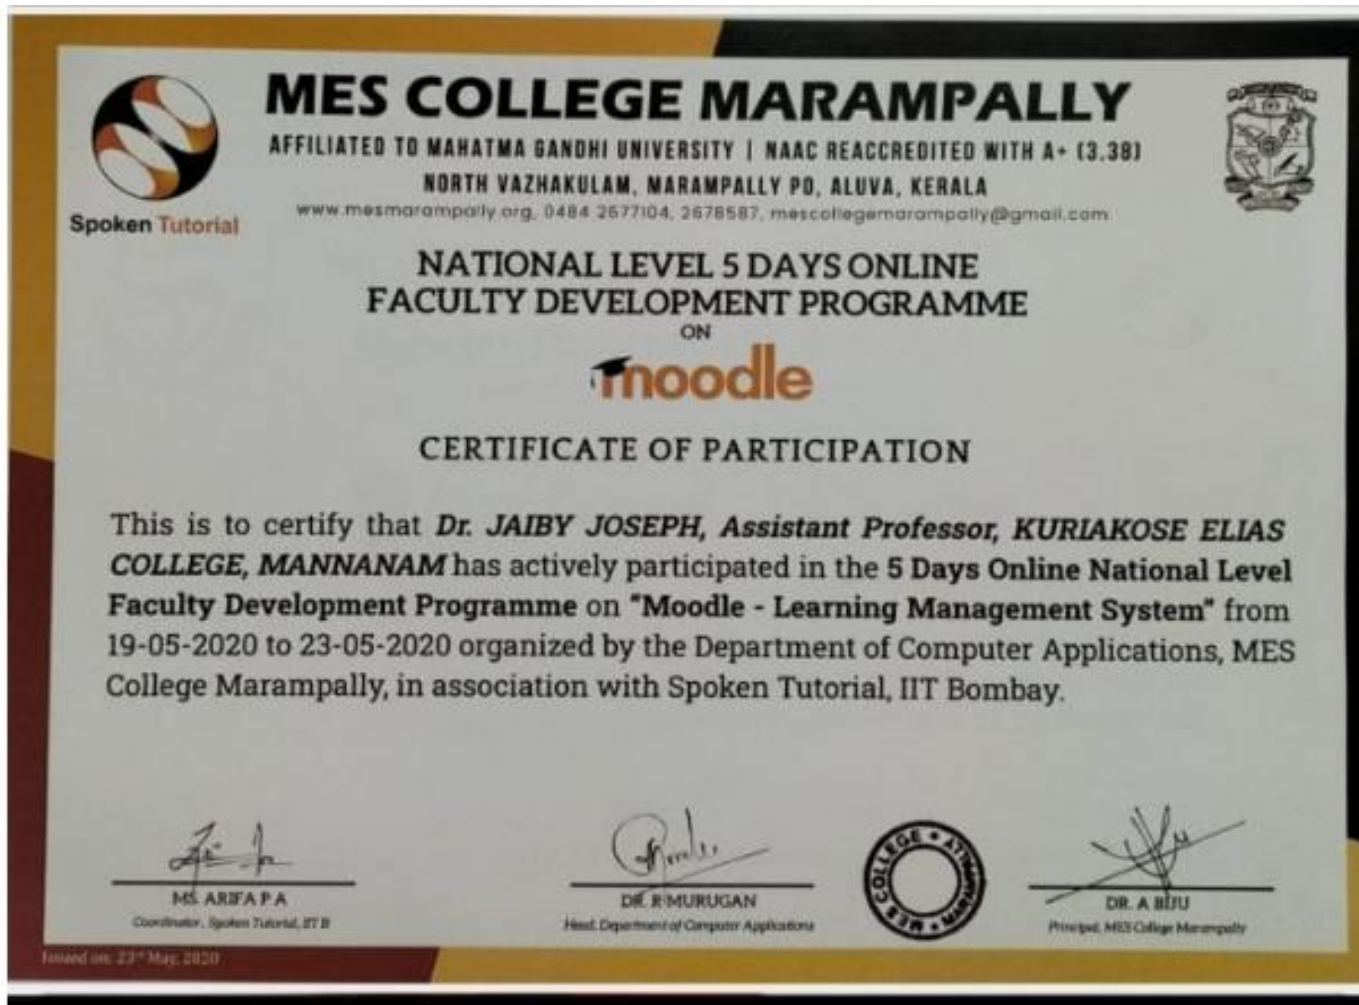 MES COLLEGE MARAMPALLY
AFFILIATED TO MAHATMA GANDHI UNIVERSITY | NAAC REACCREDITED WITH A+ (3.38)
NORTH VAZHAKULAM, MARAMPALLY PO, ALUVA, KERALA
www.mesmarampally.org, 0484 2677104, 2678587, mescollegemarampally@gmail.com
Spoken Tutorial
NATIONAL LEVEL 5 DAYS ONLINE
FACULTY DEVELOPMENT PROGRAMME
ON
moodle
CERTIFICATE OF PARTICIPATION
This is to certify that Dr. JAIBY JOSEPH, Assistant Professor, KURIAKOSE ELIAS
COLLEGE, MANNANAM has actively participated in the 5 Days Online National Level
Faculty Development Programme on "Moodle - Learning Management System" from
19-05-2020 to 23-05-2020 organized by the Department of Computer Applications, MES
College Marampally, in association with Spoken Tutorial, IIT Bombay.
MS. ARIFA P A
Coordinator, Spoken Tutorial, IIT B
DR. R MURUGAN
Head, Department of Computer Applications
MES COLLEGE • MARAMPALLY •
DR. A BIJU
Principal, MES College Marampally
Issued on: 23rd May, 2020